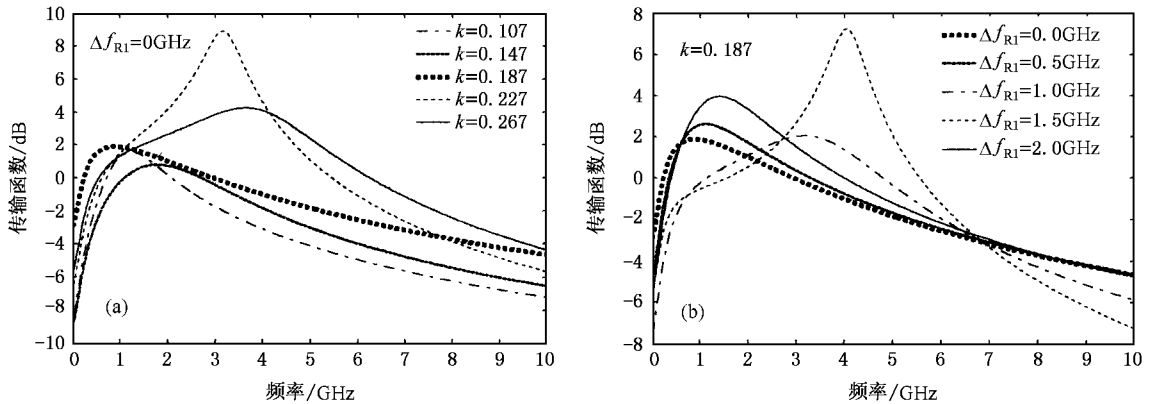 10
8
6
4
2
0
−2
−4
−6
−8
−10
0 1 2 3 4 5 6 7 8 9 10
传输函数/dB
频率/GHz
Δf_R1=0GHz
k=0.107
k=0.147
k=0.187
k=0.227
k=0.267
(a)
8
6
4
2
0
−2
−4
−6
−8
0 1 2 3 4 5 6 7 8 9 10
传输函数/dB
频率/GHz
k=0.187
Δf_R1=0.0GHz
Δf_R1=0.5GHz
Δf_R1=1.0GHz
Δf_R1=1.5GHz
Δf_R1=2.0GHz
(b)